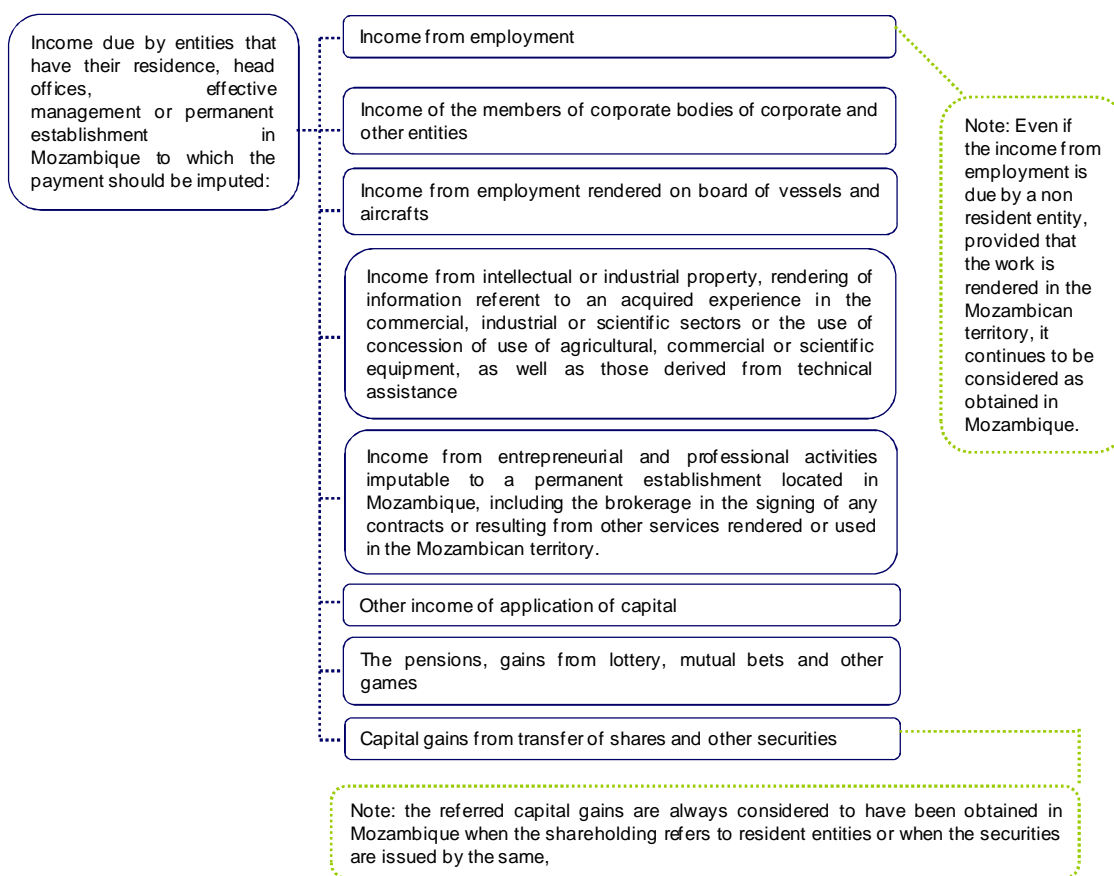 Income due by entities that
have their residence, head
offices, effective
management or permanent
establishment in
Mozambique to which the
payment should be imputed:
Income from employment
Income of the members of corporate bodies of corporate and
other entities
Income from employment rendered on board of vessels and
aircrafts
Income from intellectual or industrial property, rendering of
information referent to an acquired experience in the
commercial, industrial or scientific sectors or the use of
concession of use of agricultural, commercial or scientific
equipment, as well as those derived from technical
assistance
Income from entrepreneurial and professional activities
imputable to a permanent establishment located in
Mozambique, including the brokerage in the signing of any
contracts or resulting from other services rendered or used
in the Mozambican territory.
Other income of application of capital
The pensions, gains from lottery, mutual bets and other
games
Capital gains from transfer of shares and other securities
Note: Even if
the income from
employment is
due by a non
resident entity,
provided that
the work is
rendered in the
Mozambican
territory, it
continues to be
considered as
obtained in
Mozambique.
Note: the referred capital gains are always considered to have been obtained in
Mozambique when the shareholding refers to resident entities or when the securities
are issued by the same,